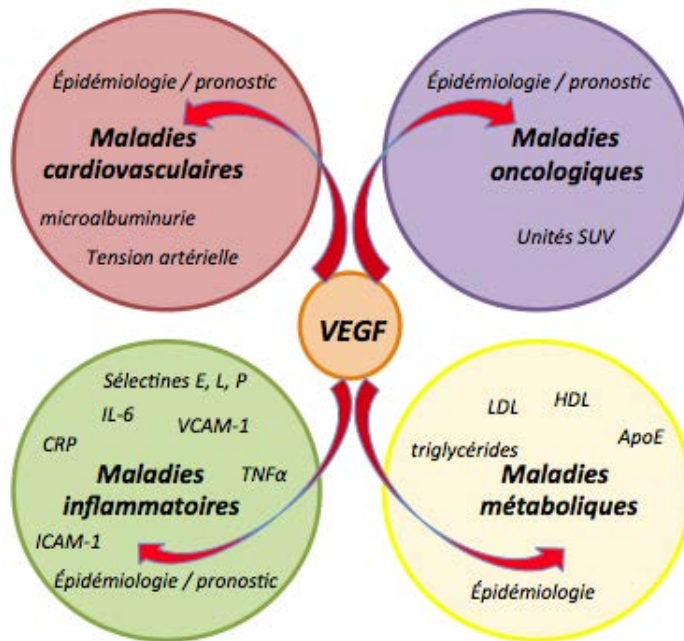 Épidémiologie / pronostic
Maladies
cardiovasculaires
microalbuminurie
Tension artérielle
Épidémiologie / pronostic
Maladies
oncologiques
Unités SUV
VEGF
Sélectines E, L, P
IL-6
VCAM-1
CRP
TNFα
Maladies
inflammatoires
ICAM-1
Épidémiologie / pronostic
LDL
HDL
ApoE
triglycérides
Maladies
métaboliques
Épidémiologie